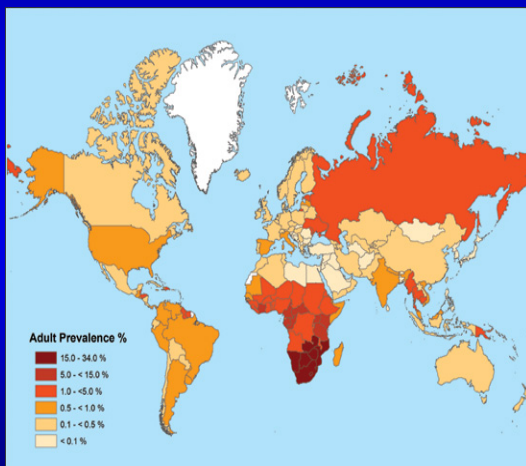 Adult Prevalence %
15.0 - 34.0 %
5.0 - < 15.0 %
1.0 - <5.0 %
0.5 - < 1.0 %
0.1 - < 0.5 %
< 0.1 %